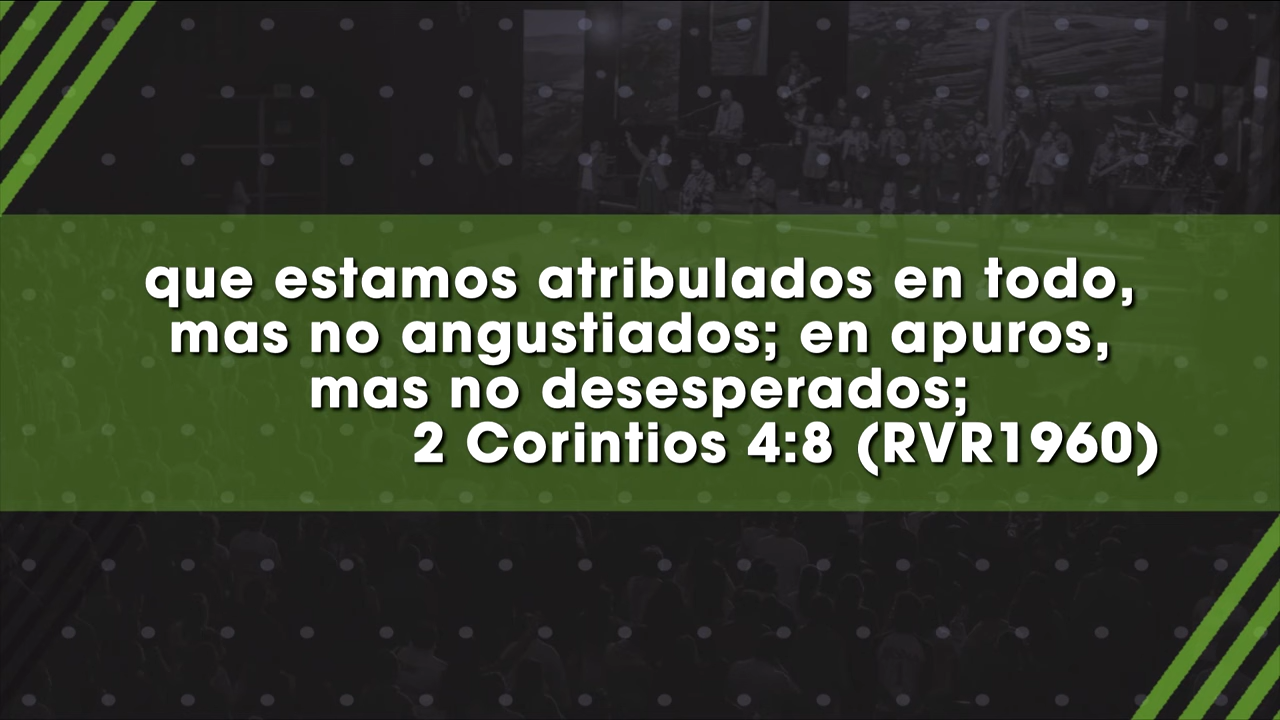 que estamos atribulados en todo,
mas no angustiados; en apuros,
mas no desesperados;
2 Corintios 4:8 (RVR1960)